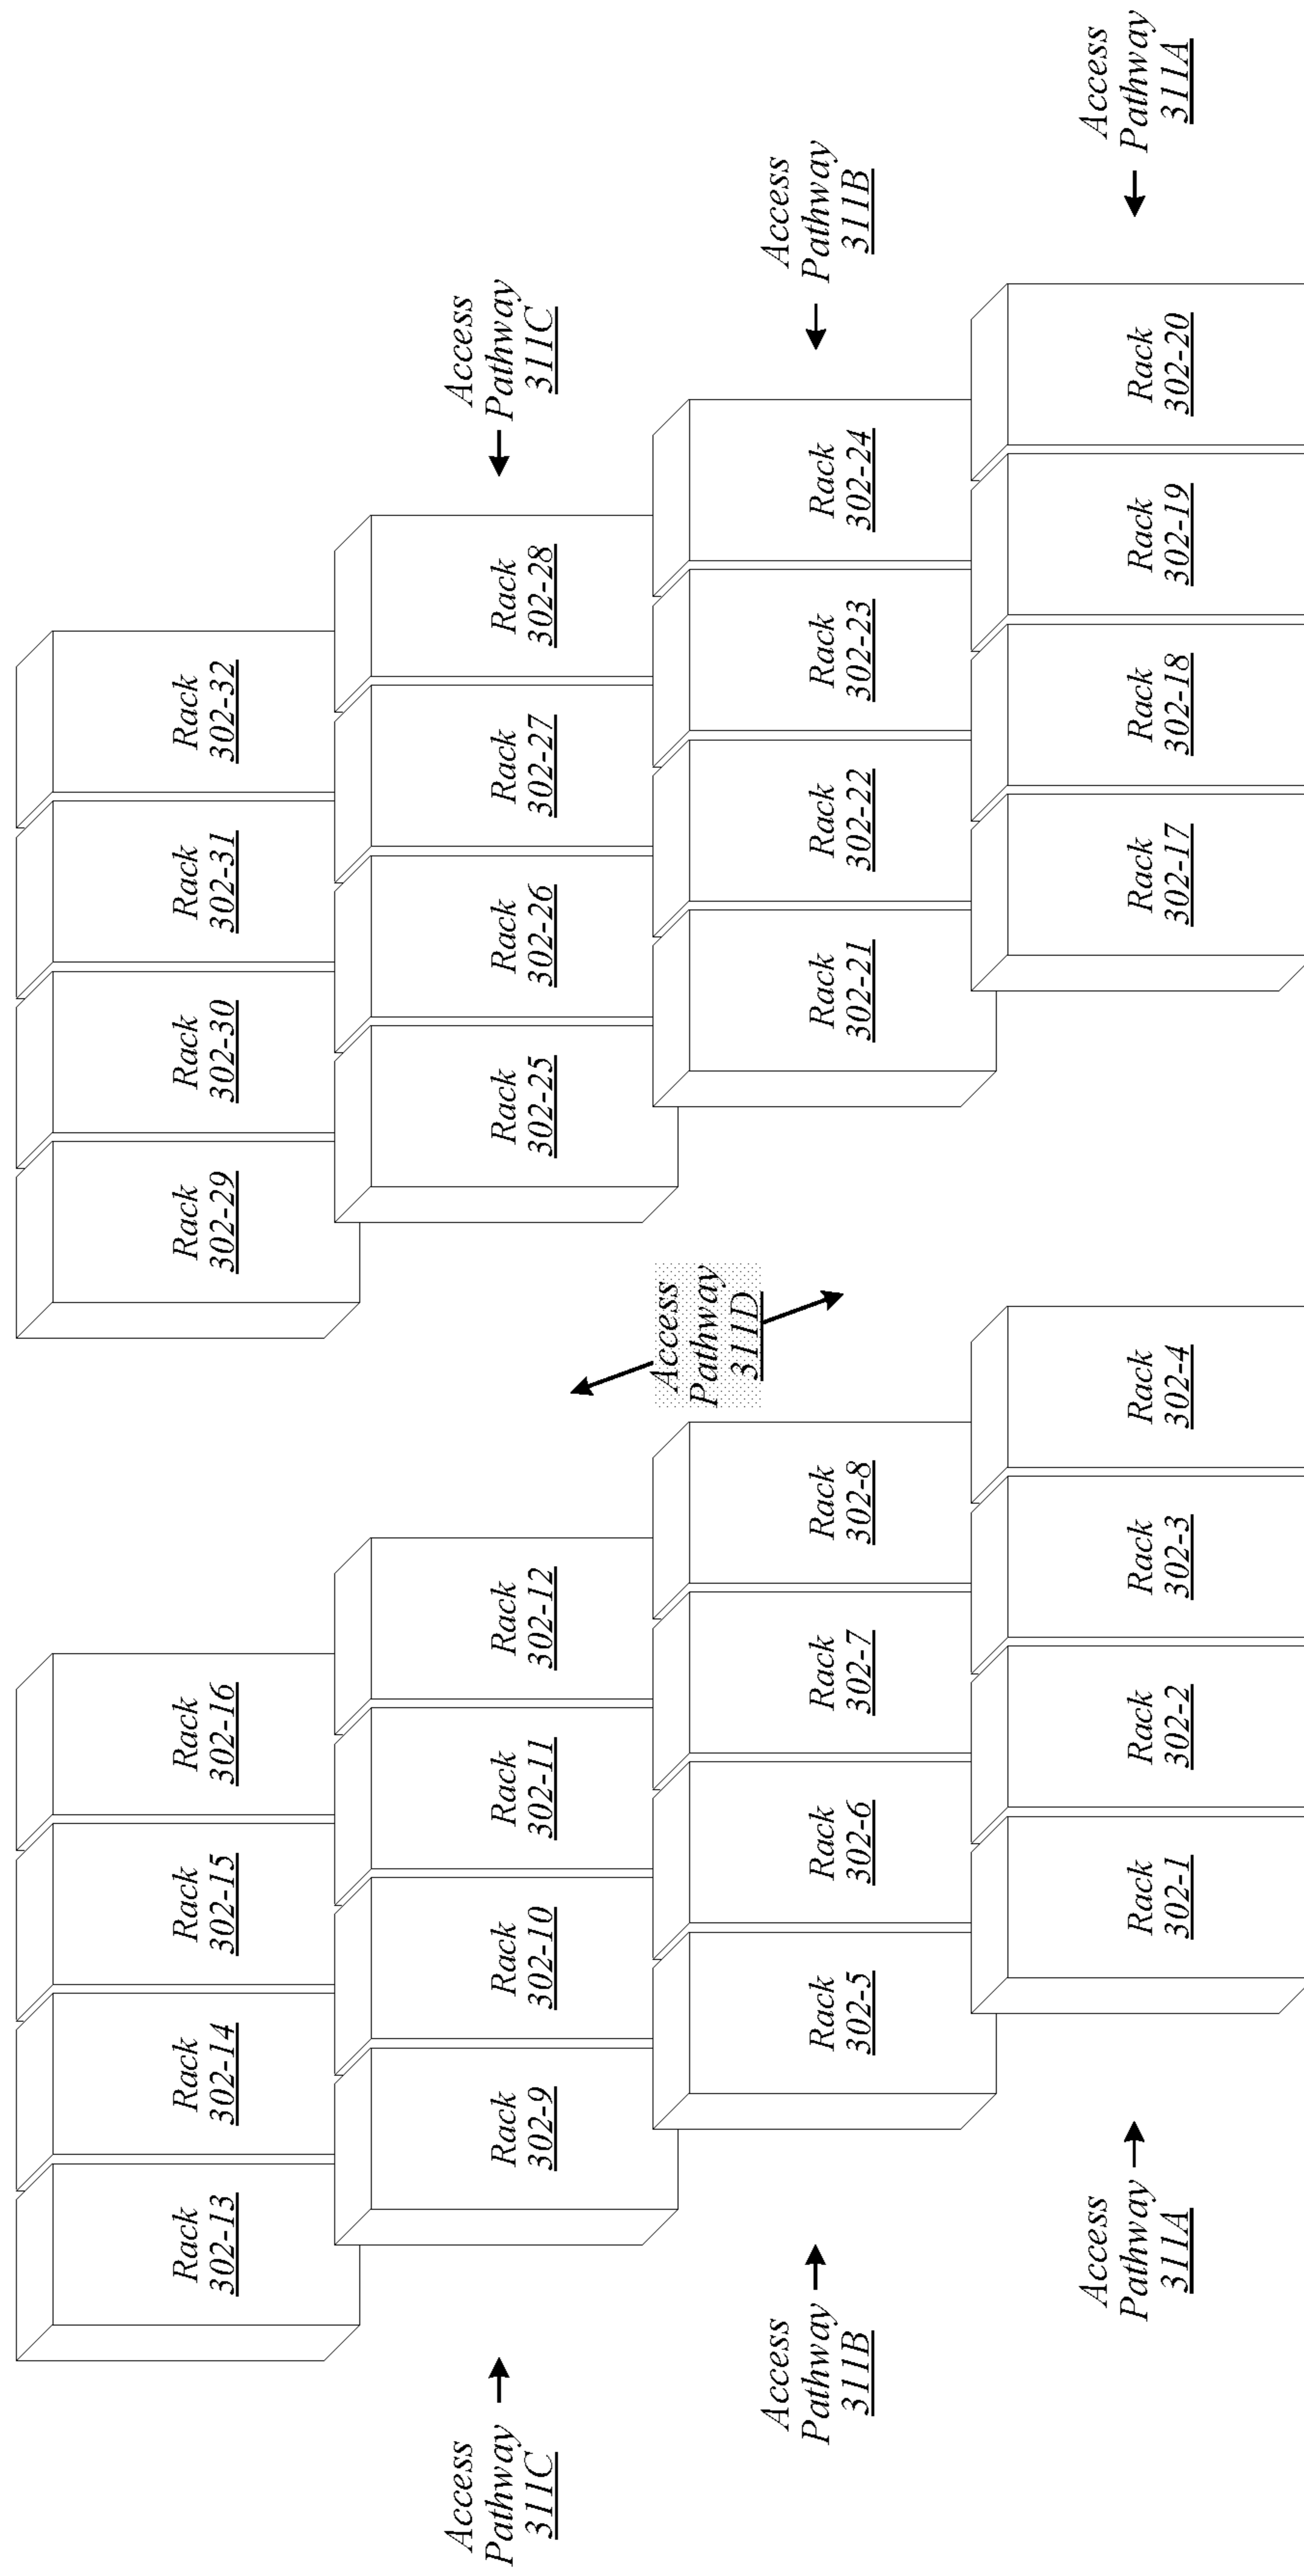 Rack
302-13
Rack
302-14
Rack
302-15
Rack
302-16
Rack
302-29
Rack
302-30
Rack
302-31
Rack
302-32
Access
Pathway
311C
Rack
302-9
Rack
302-10
Rack
302-11
Rack
302-12
Rack
302-25
Rack
302-26
Rack
302-27
Rack
302-28
Access
Pathway
311C
Access
Pathway
311D
Access
Pathway
311B
Rack
302-5
Rack
302-6
Rack
302-7
Rack
302-8
Rack
302-21
Rack
302-22
Rack
302-23
Rack
302-24
Access
Pathway
311B
Access
Pathway
311A
Rack
302-1
Rack
302-2
Rack
302-3
Rack
302-4
Rack
302-17
Rack
302-18
Rack
302-19
Rack
302-20
Access
Pathway
311A